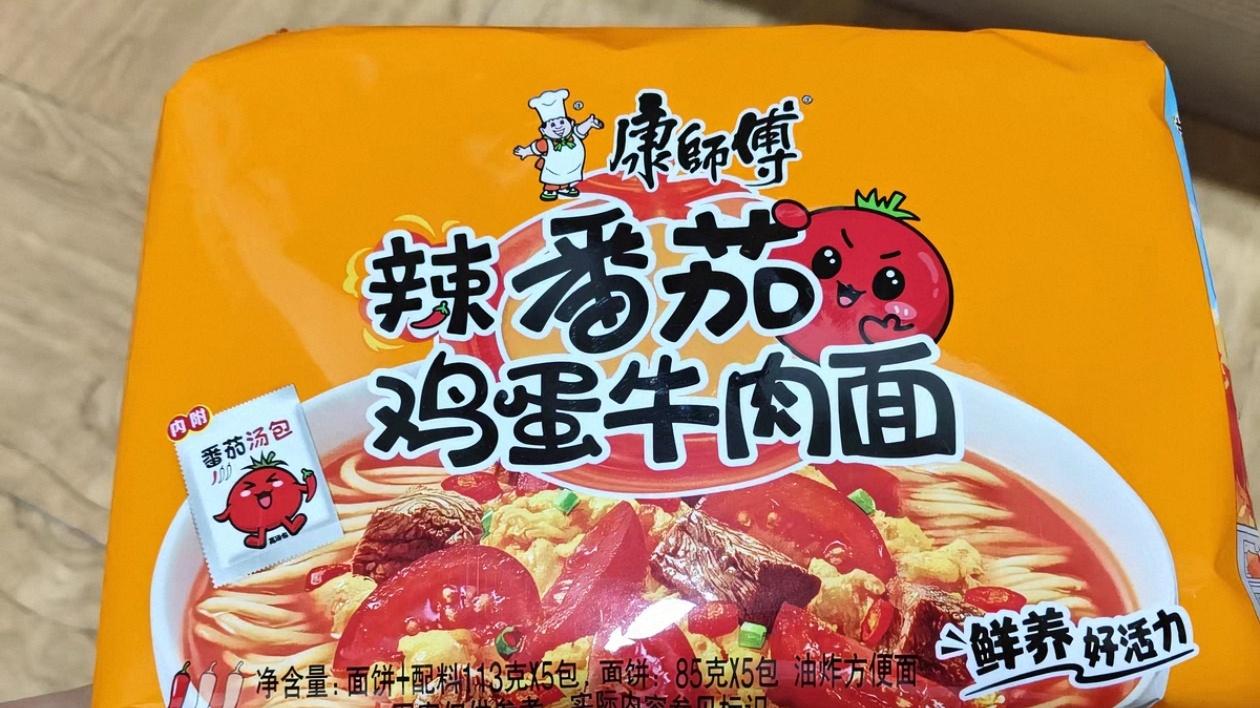 康師傅
辣番茄
鸡蛋牛肉面
内附
番茄汤包
鲜养好活力
净含量：面饼+配料113克X5包，面饼：85克X5包 油炸方便面